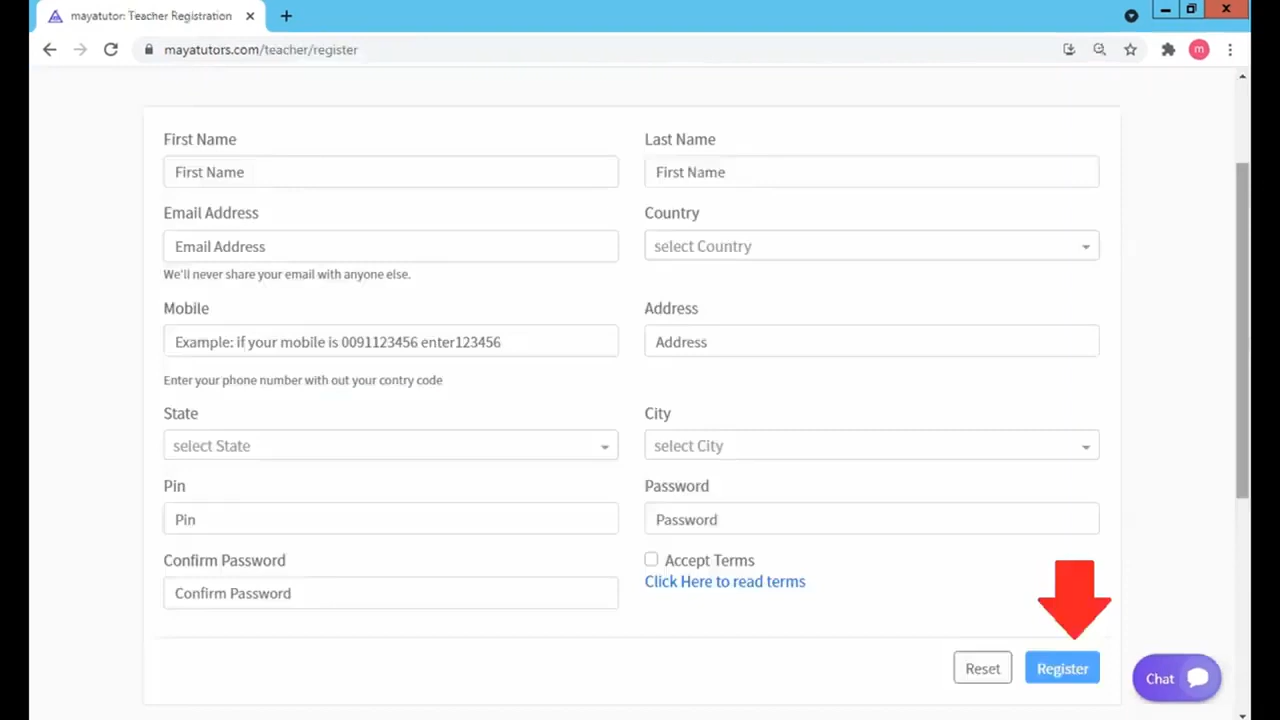 mayatutor: Teacher Registration
mayatutors.com/teacher/register
m
First Name
Last Name
First Name
First Name
Email Address
Country
Email Address
select Country
We'll never share your email with anyone else.
Mobile
Address
Example: if your mobile is 0091123456 enter123456
Address
Enter your phone number with out your contry code
State
City
select State
select City
Pin
Password
Pin
Password
Confirm Password
Accept Terms
Click Here to read terms
Confirm Password
Reset
Register
Chat